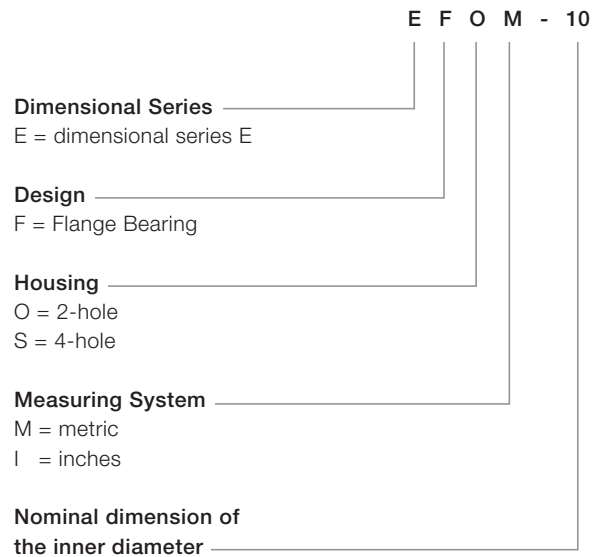 E F O M - 10
Dimensional Series
E = dimensional series E
Design
F = Flange Bearing
Housing
O = 2-hole
S = 4-hole
Measuring System
M = metric
I = inches
Nominal dimension of
the inner diameter